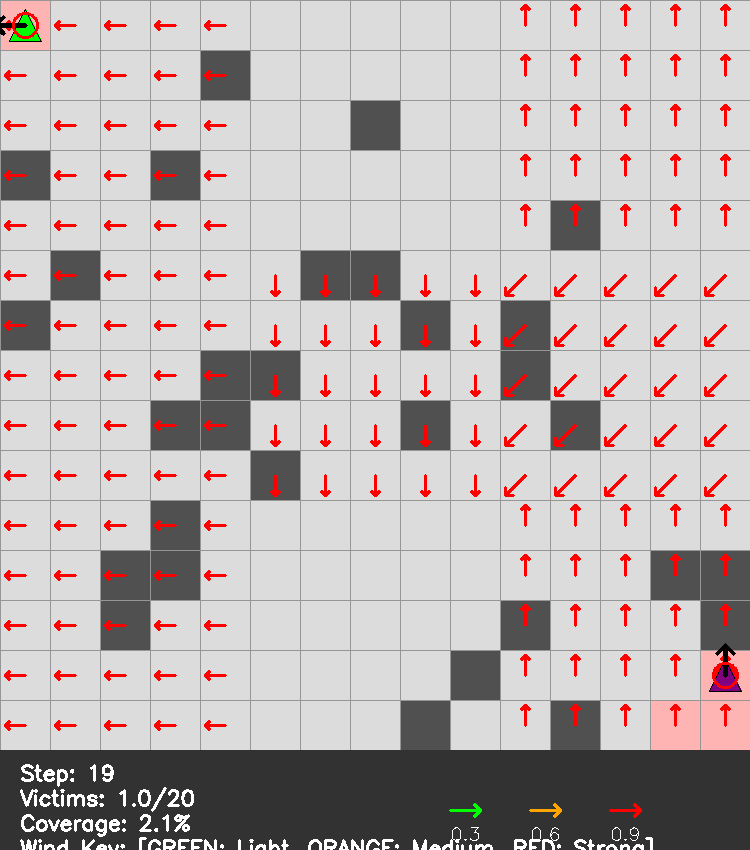 Step: 19
Victims: 1.0/20
Coverage: 2.1%
0.3 0.6 0.9
Wind Key: [GREEN: Light, ORANGE: Medium, RED: Strong]